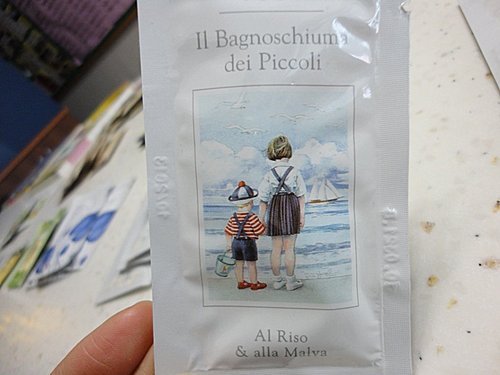 Il Bagnoschiuma
dei Piccoli
Al Riso
& alla Malva